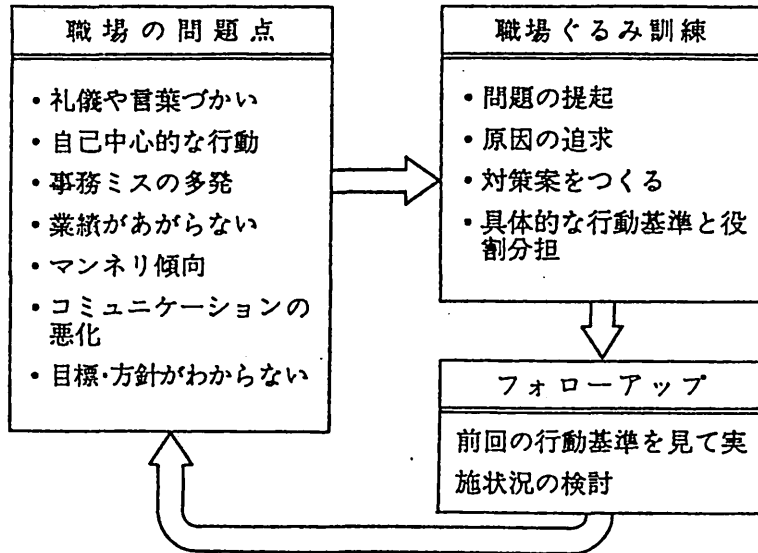 職場の問題点
・礼儀や言葉づかい
・自己中心的な行動
・事務ミスの多発
・業績があがらない
・マンネリ傾向
・コミュニケーションの
悪化
・目標・方針がわからない
職場ぐるみ訓練
・問題の提起
・原因の追求
・対策案をつくる
・具体的な行動基準と役
割分担
フォローアップ
前回の行動基準を見て実
施状況の検討